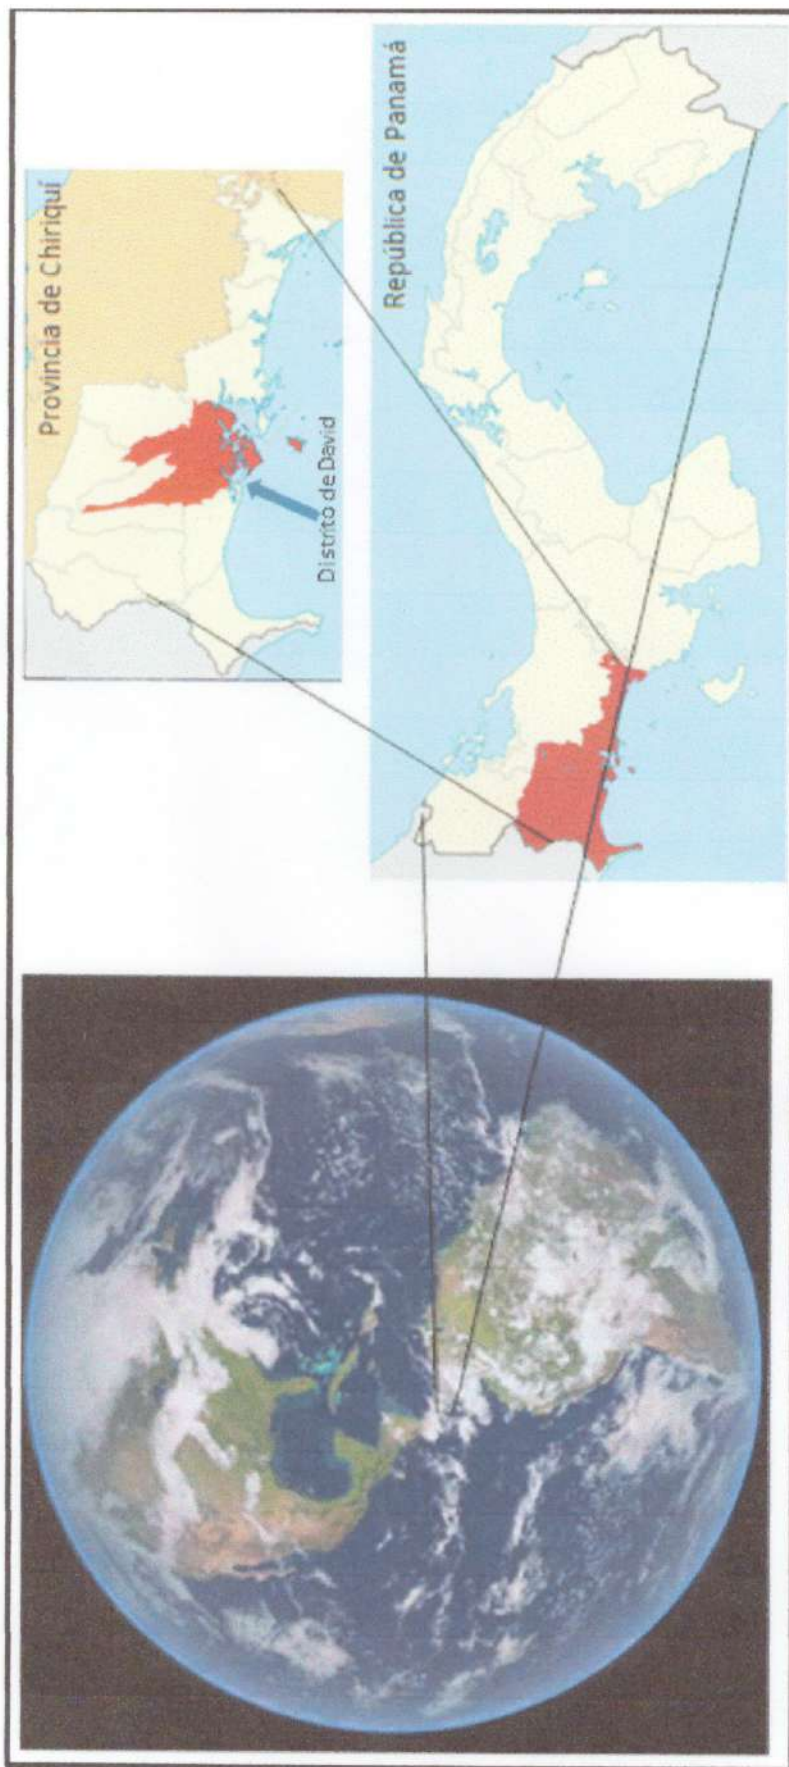 Provincia de Chiriquí
Distrito de David
República de Panamá